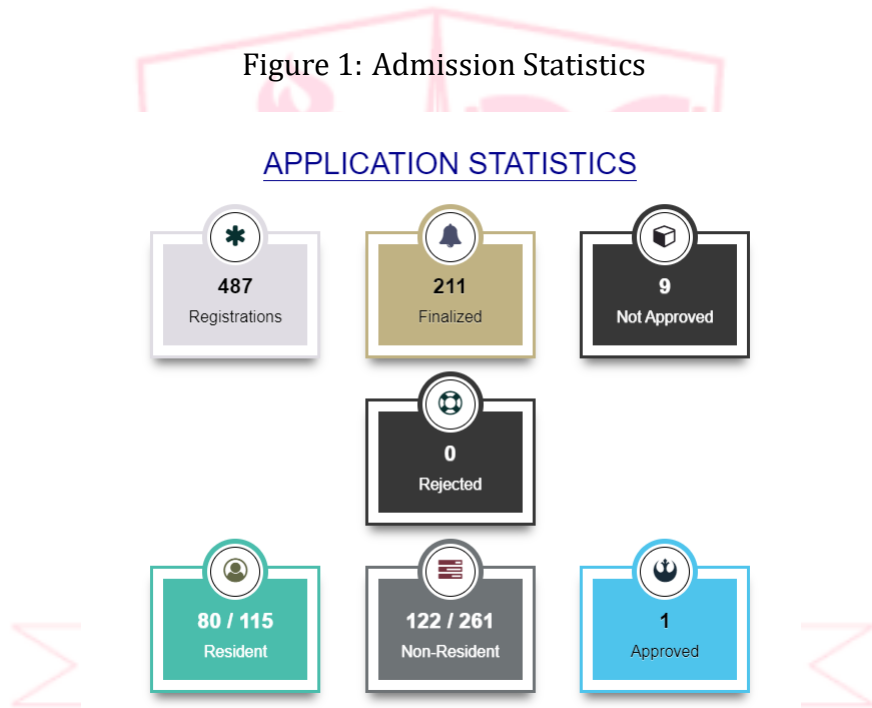 Figure 1: Admission Statistics
APPLICATION STATISTICS
487
Registrations
211
Finalized
9
Not Approved
0
Rejected
80 / 115
Resident
122 / 261
Non-Resident
1
Approved